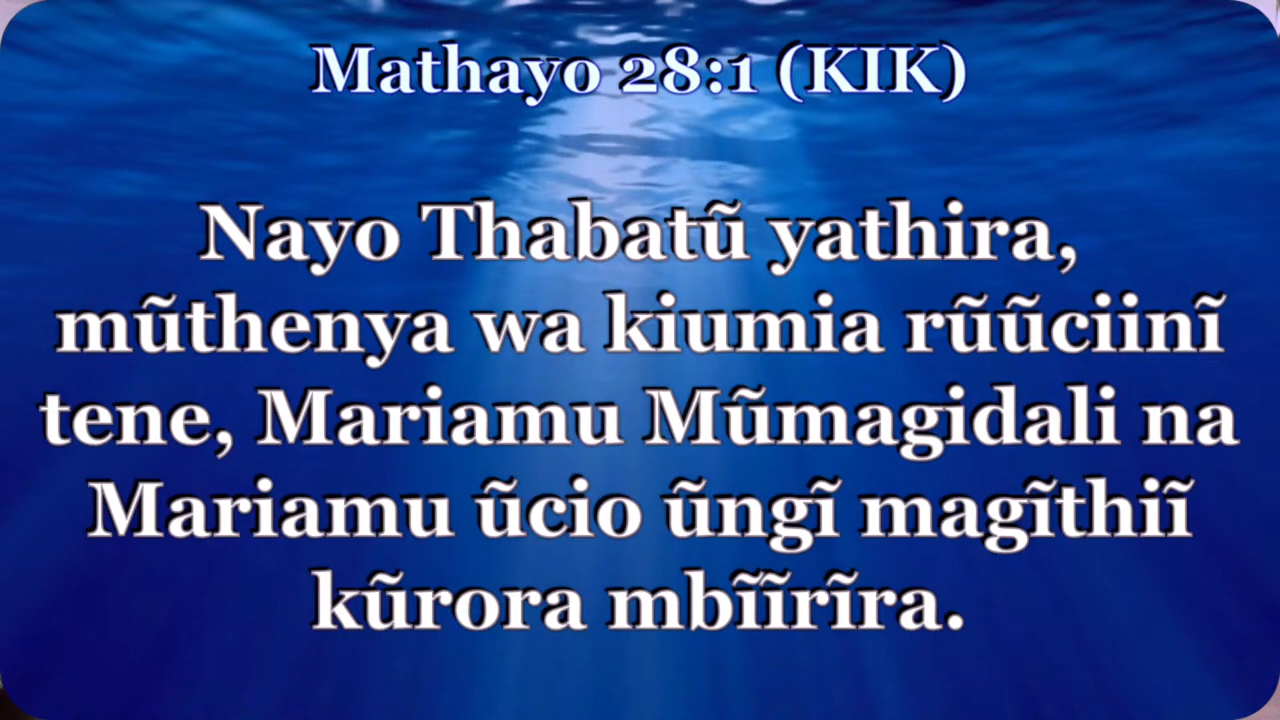 Mathayo 28:1 (KIK)
Nayo Thabatũ yathira,
mũthenya wa kiumia rũũciinĩ
tene, Mariamu Mũmagidali na
Mariamu ũcio ũngĩ magĩthiĩ
kũrora mbĩĩrĩra.